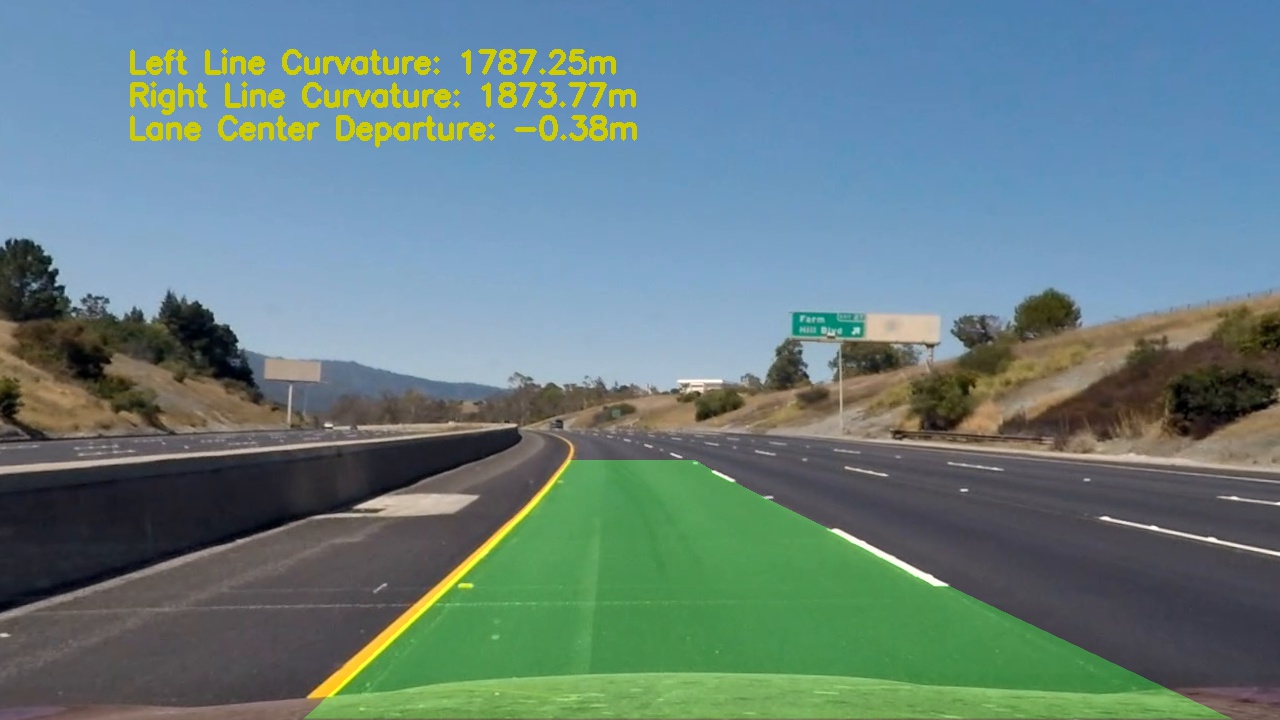 Left Line Curvature: 1787.25m
Right Line Curvature: 1873.77m
Lane Center Departure: -0.38m
Farm
Hill Blvd